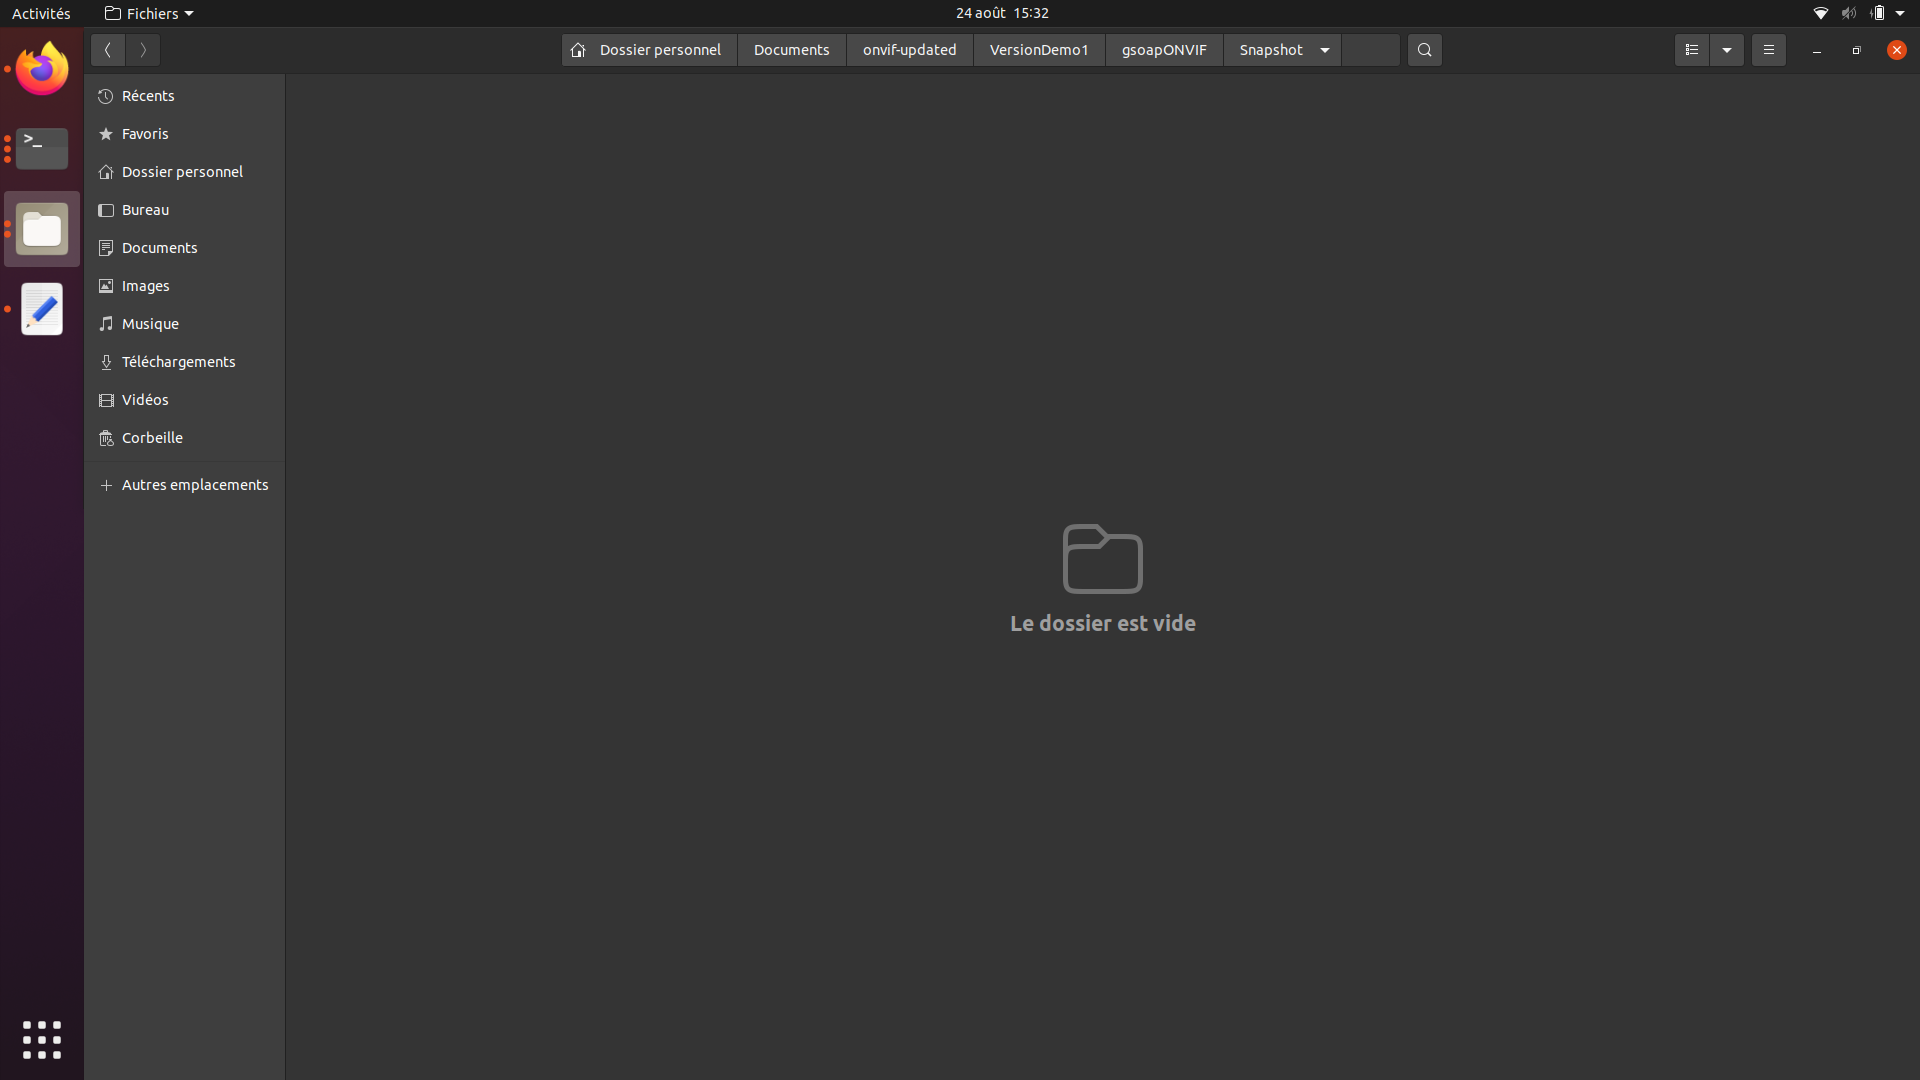 Activités
Fichiers
24 août 15:32
Dossier personnel
Documents
onvif-updated
VersionDemo1
gsoapONVIF
Snapshot
Récents
Favoris
Dossier personnel
Bureau
Documents
Images
Musique
Téléchargements
Vidéos
Corbeille
Autres emplacements
Le dossier est vide